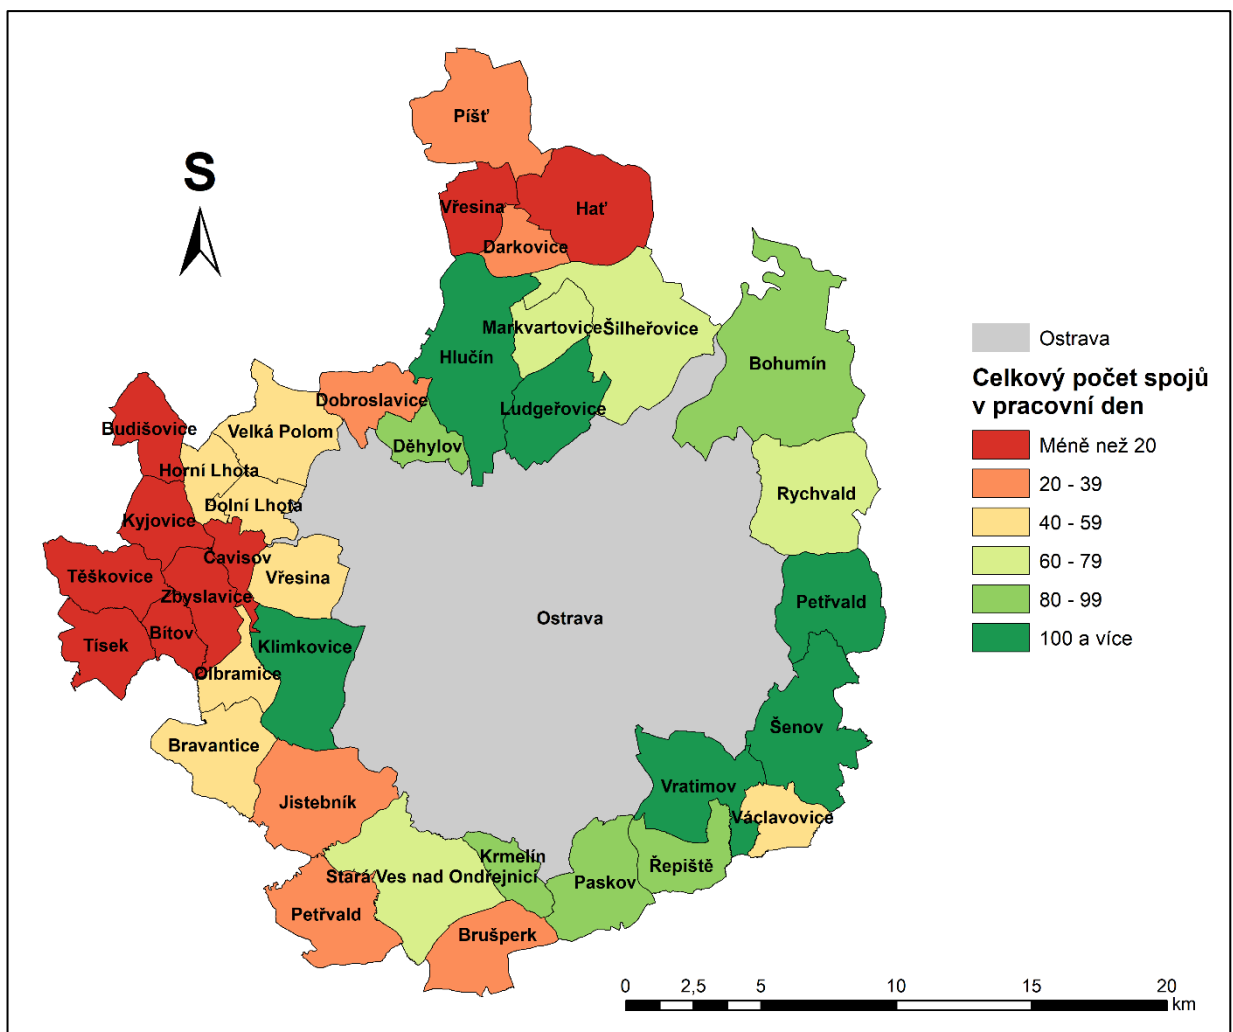 Píšť
S
Vřesina
Hať
Darkovice
Markvartovice
Šilheřovice
Hlučín
Bohumín
Dobroslavice
Ludgeřovice
Budišovice
Velká Polom
Děhylov
Horní Lhota
Rychvald
Dolní Lhota
Kyjovice
Čavisov
Těškovice
Vřesina
Zbyslavice
Petřvald
Ostrava
Bítov
Tísek
Klimkovice
Olbramice
Šenov
Bravantice
Vratimov
Jistebník
Václavovice
Krmelín
Řepiště
Stará Ves nad Ondřejnicí
Paskov
Petřvald
Brušperk
Ostrava
Celkový počet spojů
v pracovní den
Méně než 20
20 - 39
40 - 59
60 - 79
80 - 99
100 a více
0 2,5 5 10 15 20
km